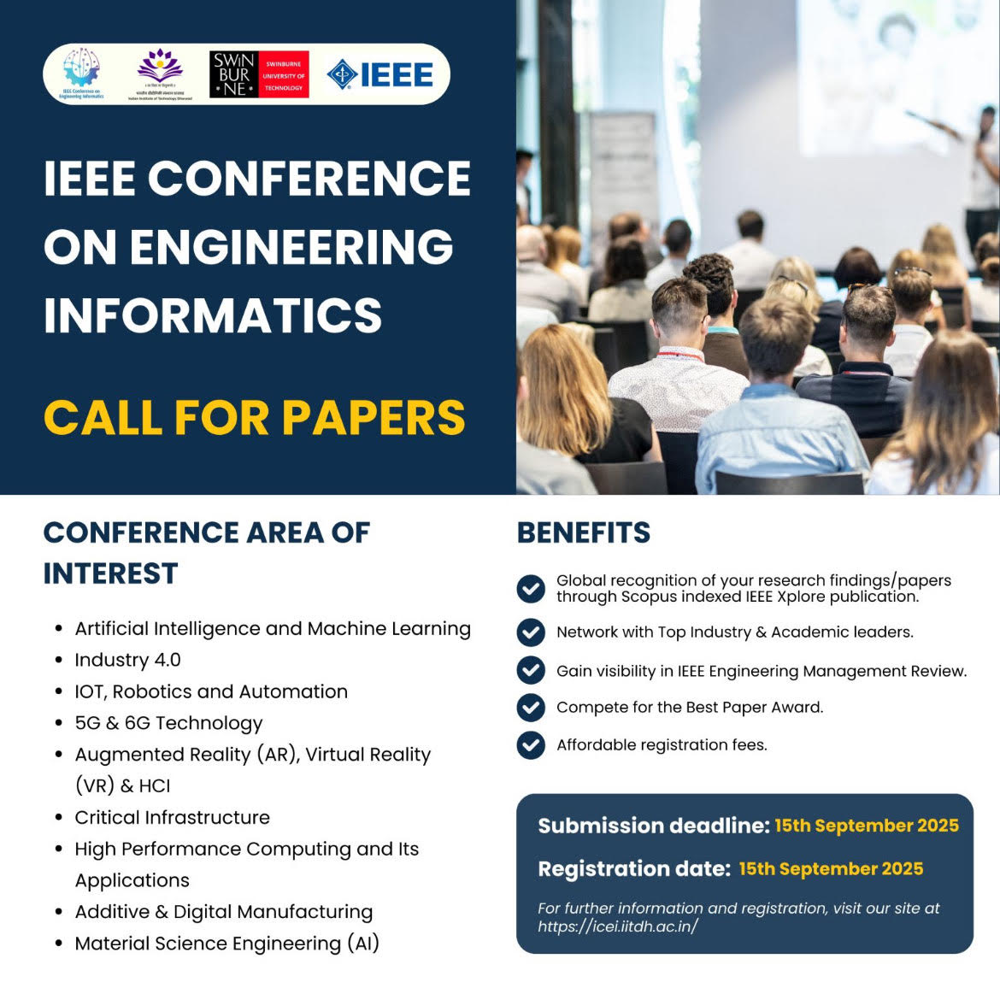 IEEE Conference on
Engineering Informatics
Indian Institute of Technology Dharwad
SWiN
BUR
* NE *
SWINBURNE
UNIVERSITY OF
TECHNOLOGY
IEEE
IEEE CONFERENCE
ON ENGINEERING
INFORMATICS
CALL FOR PAPERS
CONFERENCE AREA OF
INTEREST
• Artificial Intelligence and Machine Learning
• Industry 4.0
• IOT, Robotics and Automation
• 5G & 6G Technology
• Augmented Reality (AR), Virtual Reality
(VR) & HCI
• Critical Infrastructure
• High Performance Computing and Its
Applications
• Additive & Digital Manufacturing
• Material Science Engineering (AI)
BENEFITS
Global recognition of your research findings/papers
through Scopus indexed IEEE Xplore publication.
Network with Top Industry & Academic leaders.
Gain visibility in IEEE Engineering Management Review.
Compete for the Best Paper Award.
Affordable registration fees.
Submission deadline: 15th September 2025
Registration date: 15th September 2025
For further information and registration, visit our site at
https://icei.iitdh.ac.in/